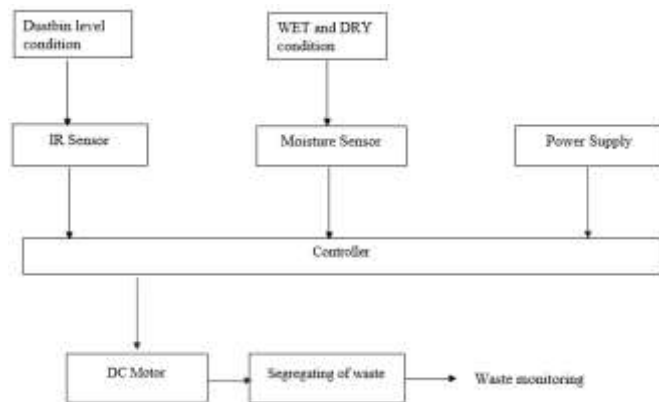 Dustbin level
condition
WET and DRY
condition
IR Sensor
Moisture Sensor
Power Supply
Controller
DC Motor
Segregating of waste
Waste monitoring